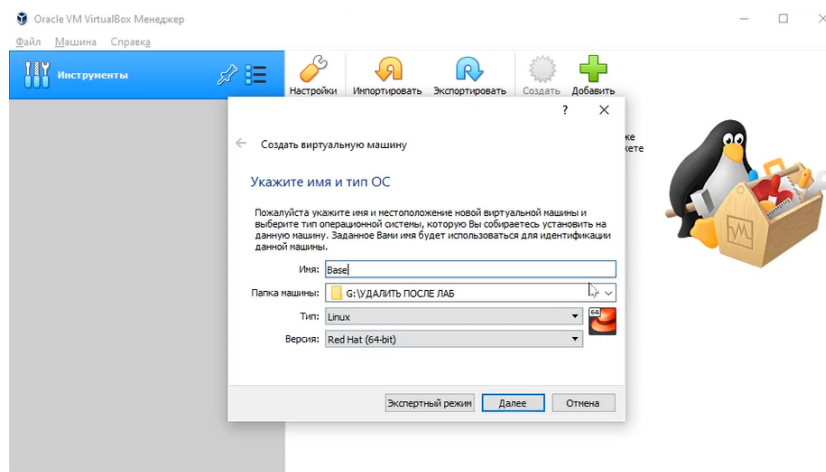 Oracle VM VirtualBox Менеджер
Файл Машина Справка
Инструменты
Настройки Импортировать Экспортировать Создать Добавить
?
Создать виртуальную машину
Укажите имя и тип ОС
Пожалуйста укажите имя и местоположение новой виртуальной машины и
выберите тип операционной системы, которую Вы собираетесь установить на
данную машину. Заданное Вами имя будет использоваться для идентификации
данной машины.
Имя: Base
Папка машины: G:\УДАЛИТЬ ПОСЛЕ ЛАБ
Тип: Linux
64
Версия: Red Hat (64-bit)
Экспертный режим Далее Отмена